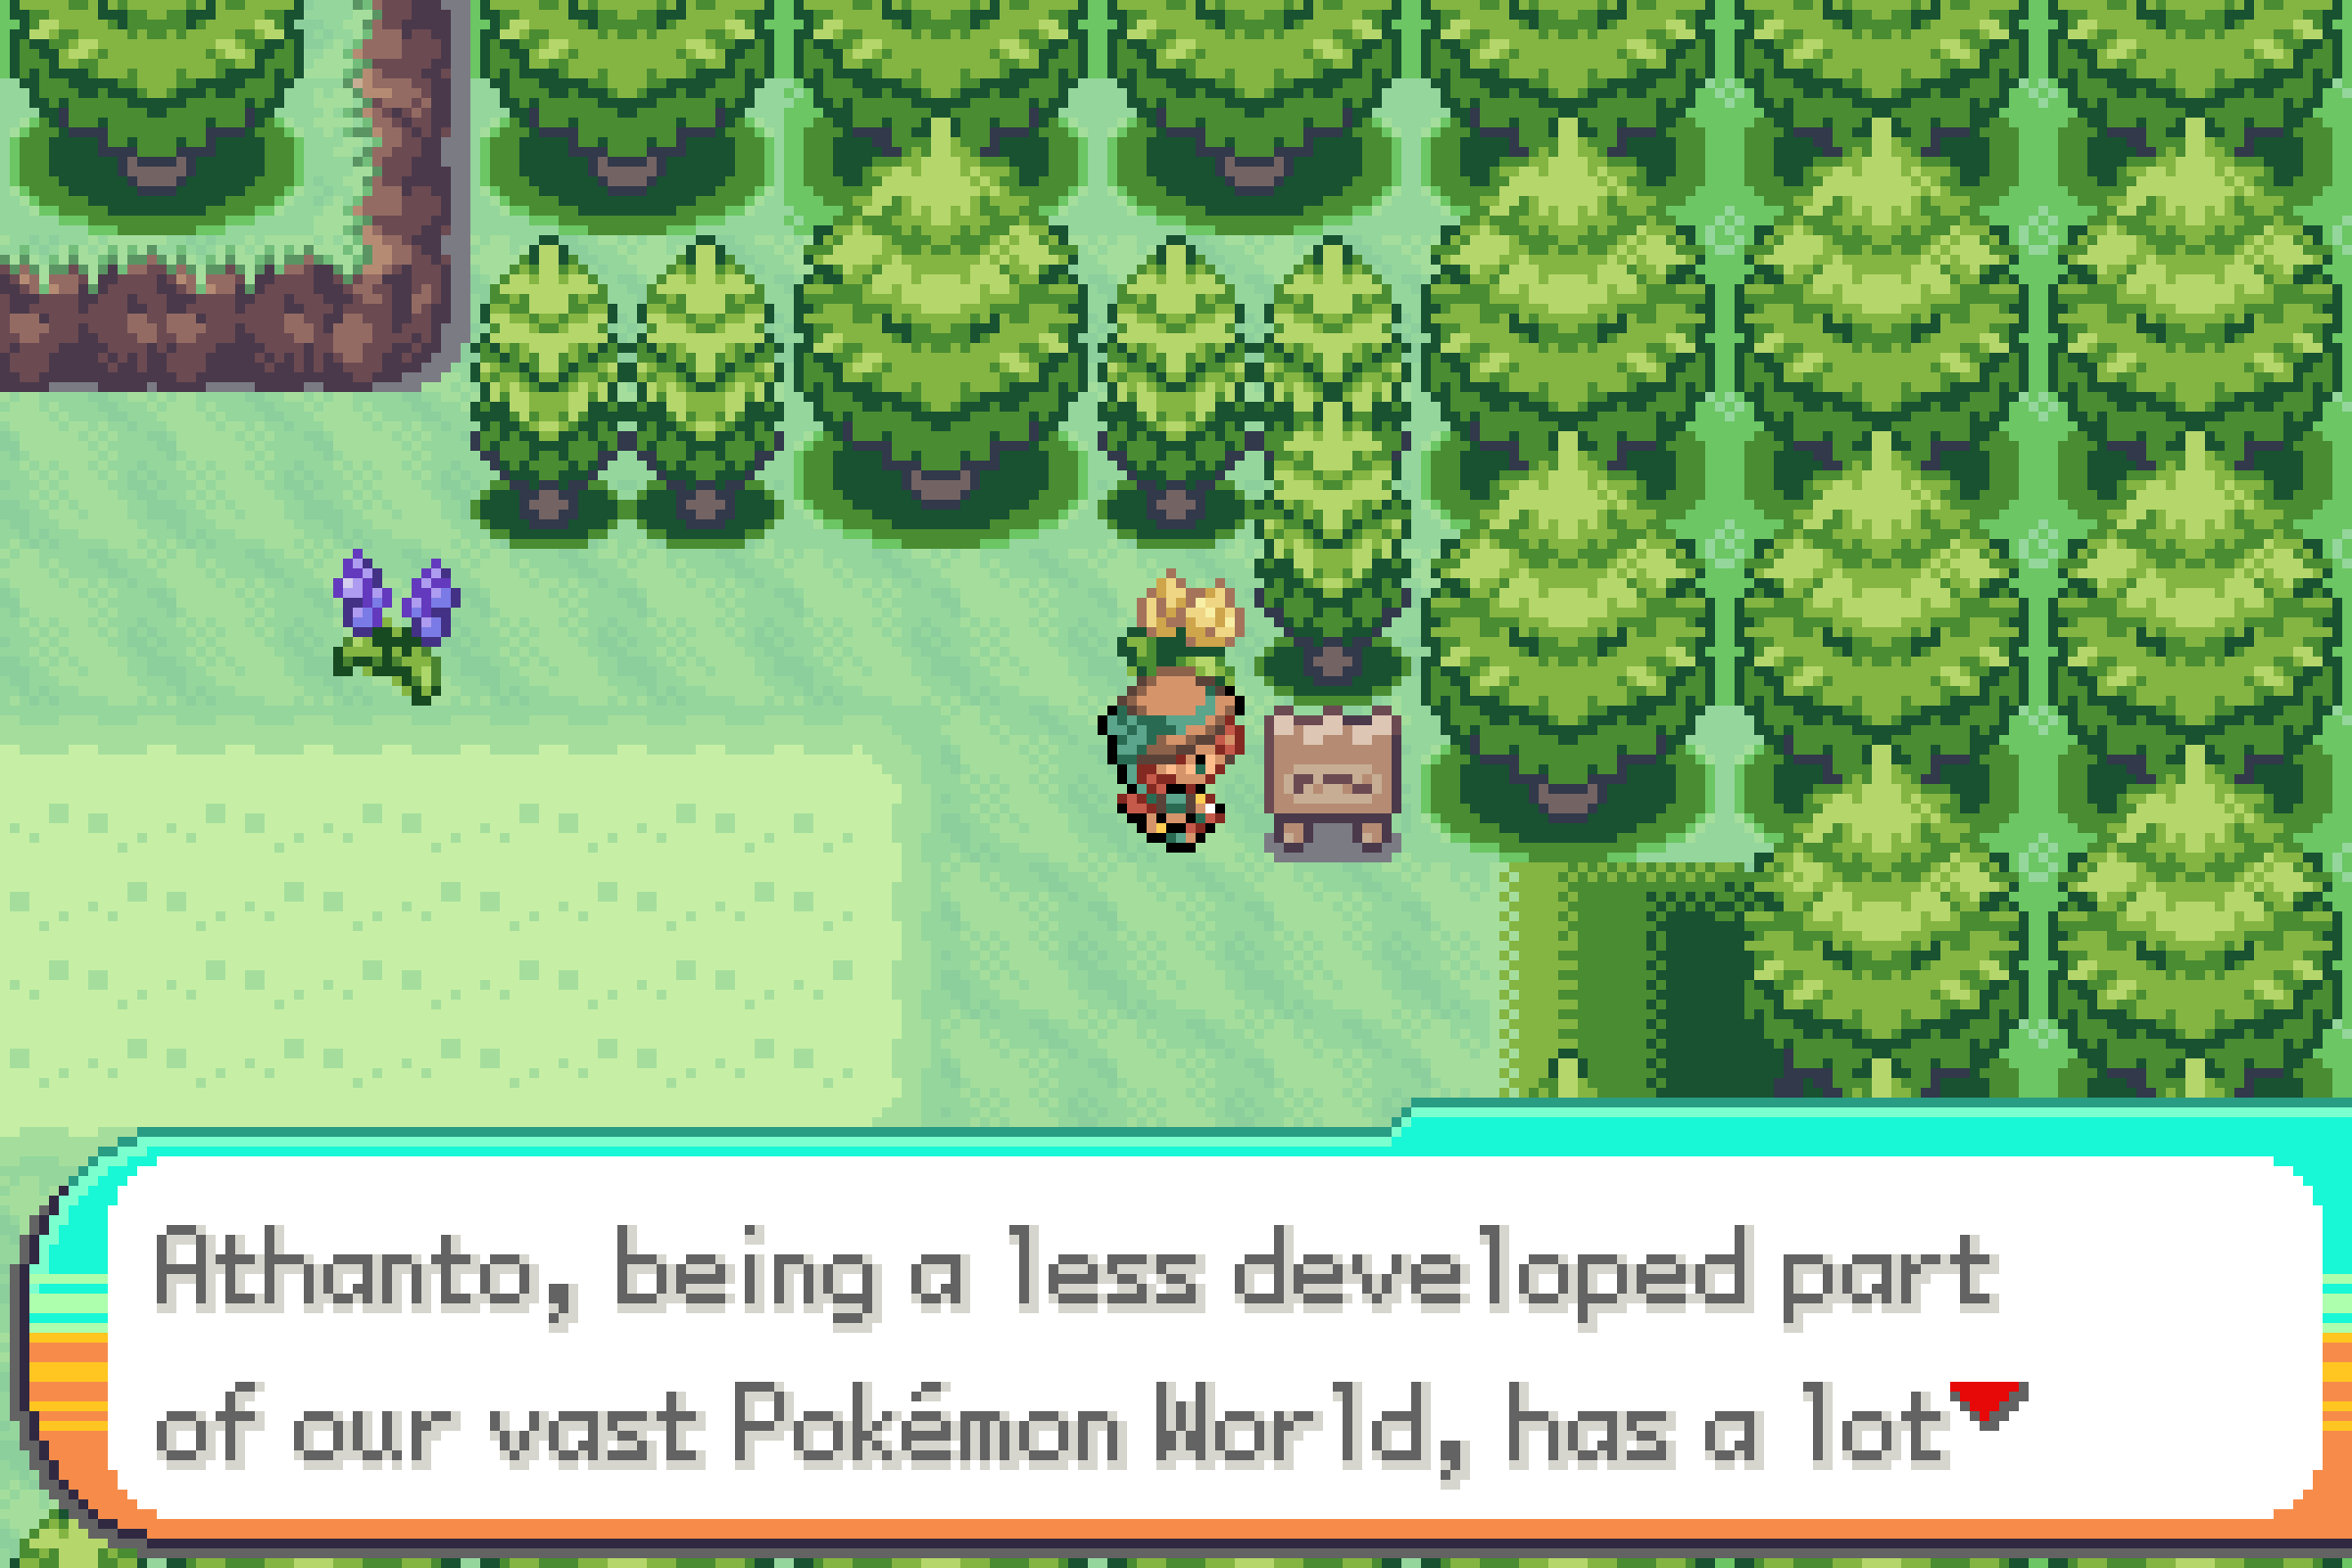 Athanto, being a less developed part
of our vast Pokémon World, has a lot